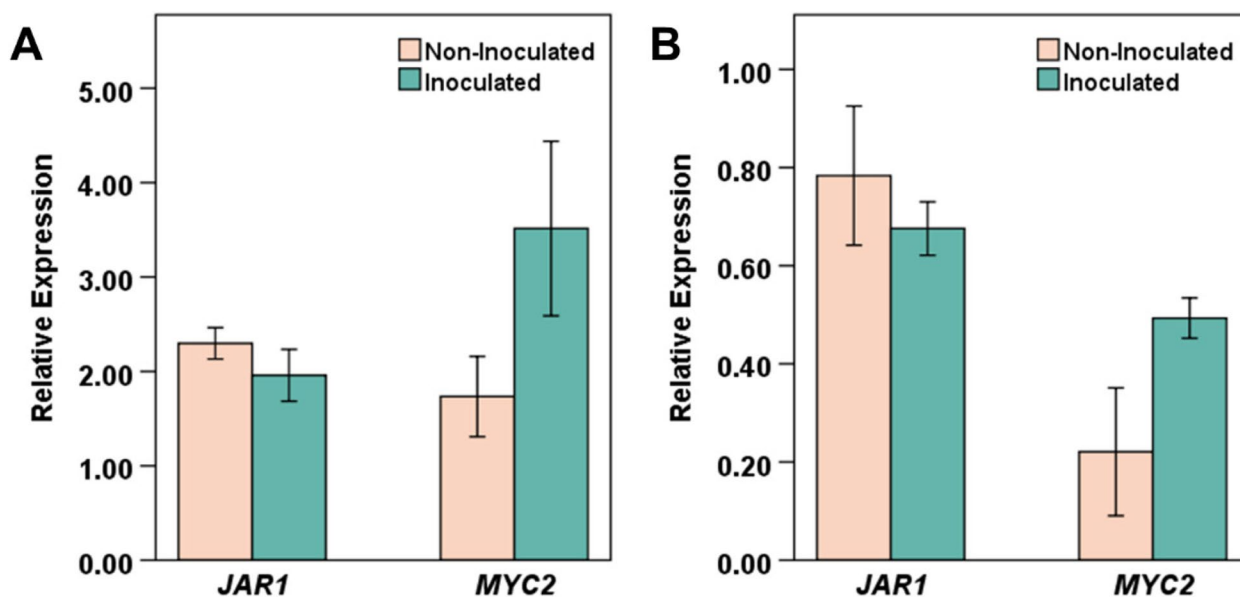 A
Non-Inoculated
Inoculated
Relative Expression
5.00
4.00
3.00
2.00
1.00
0.00
JAR1 MYC2
B
Non-Inoculated
Inoculated
Relative Expression
1.00
0.80
0.60
0.40
0.20
0.00
JAR1 MYC2